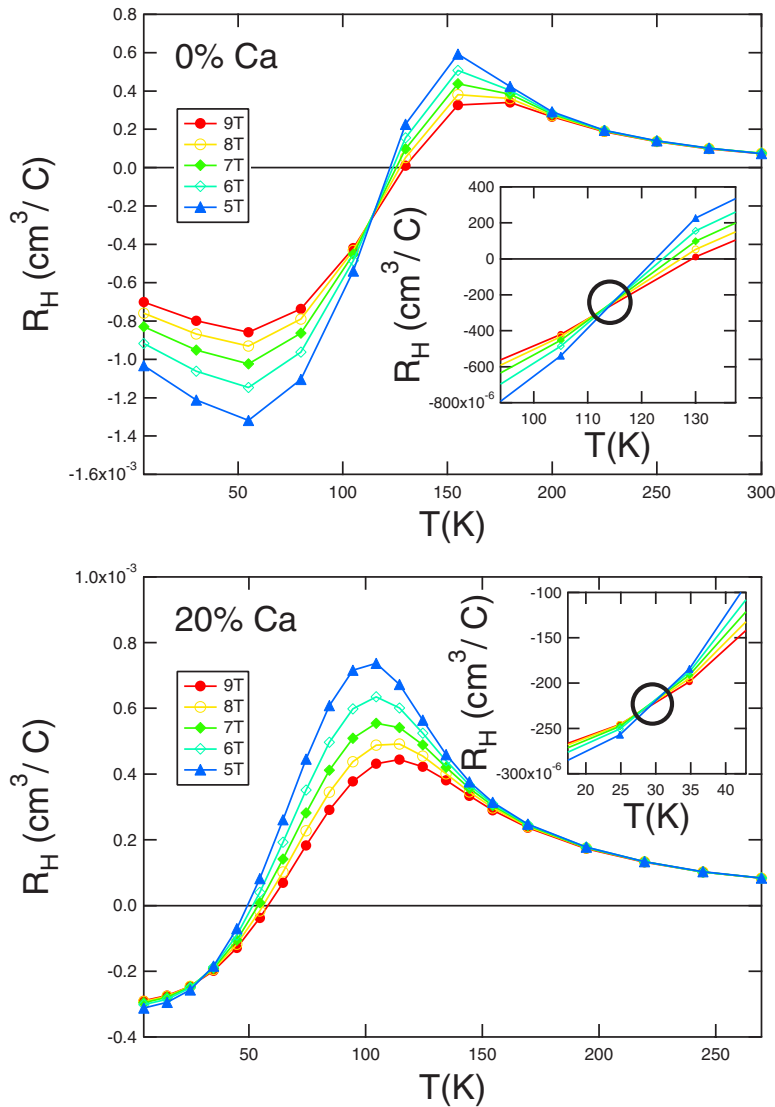 0% Ca
9T
8T
7T
6T
5T
R_H (cm³/ C)
0.8
0.6
0.4
0.2
0.0
-0.2
-0.4
-0.6
-0.8
-1.0
-1.2
-1.4
-1.6x10⁻³
50
100
150
200
250
300
T(K)
R_H (cm³/ C)
400
200
0
-200
-400
-600
-800x10⁻⁶
100
110
120
130
T(K)
20% Ca
9T
8T
7T
6T
5T
R_H (cm³/ C)
1.0x10⁻³
0.8
0.6
0.4
0.2
0.0
-0.2
-0.4
50
100
150
200
250
T(K)
R_H (cm³/ C)
-100
-150
-200
-250
-300x10⁻⁶
20
25
30
35
40
T(K)